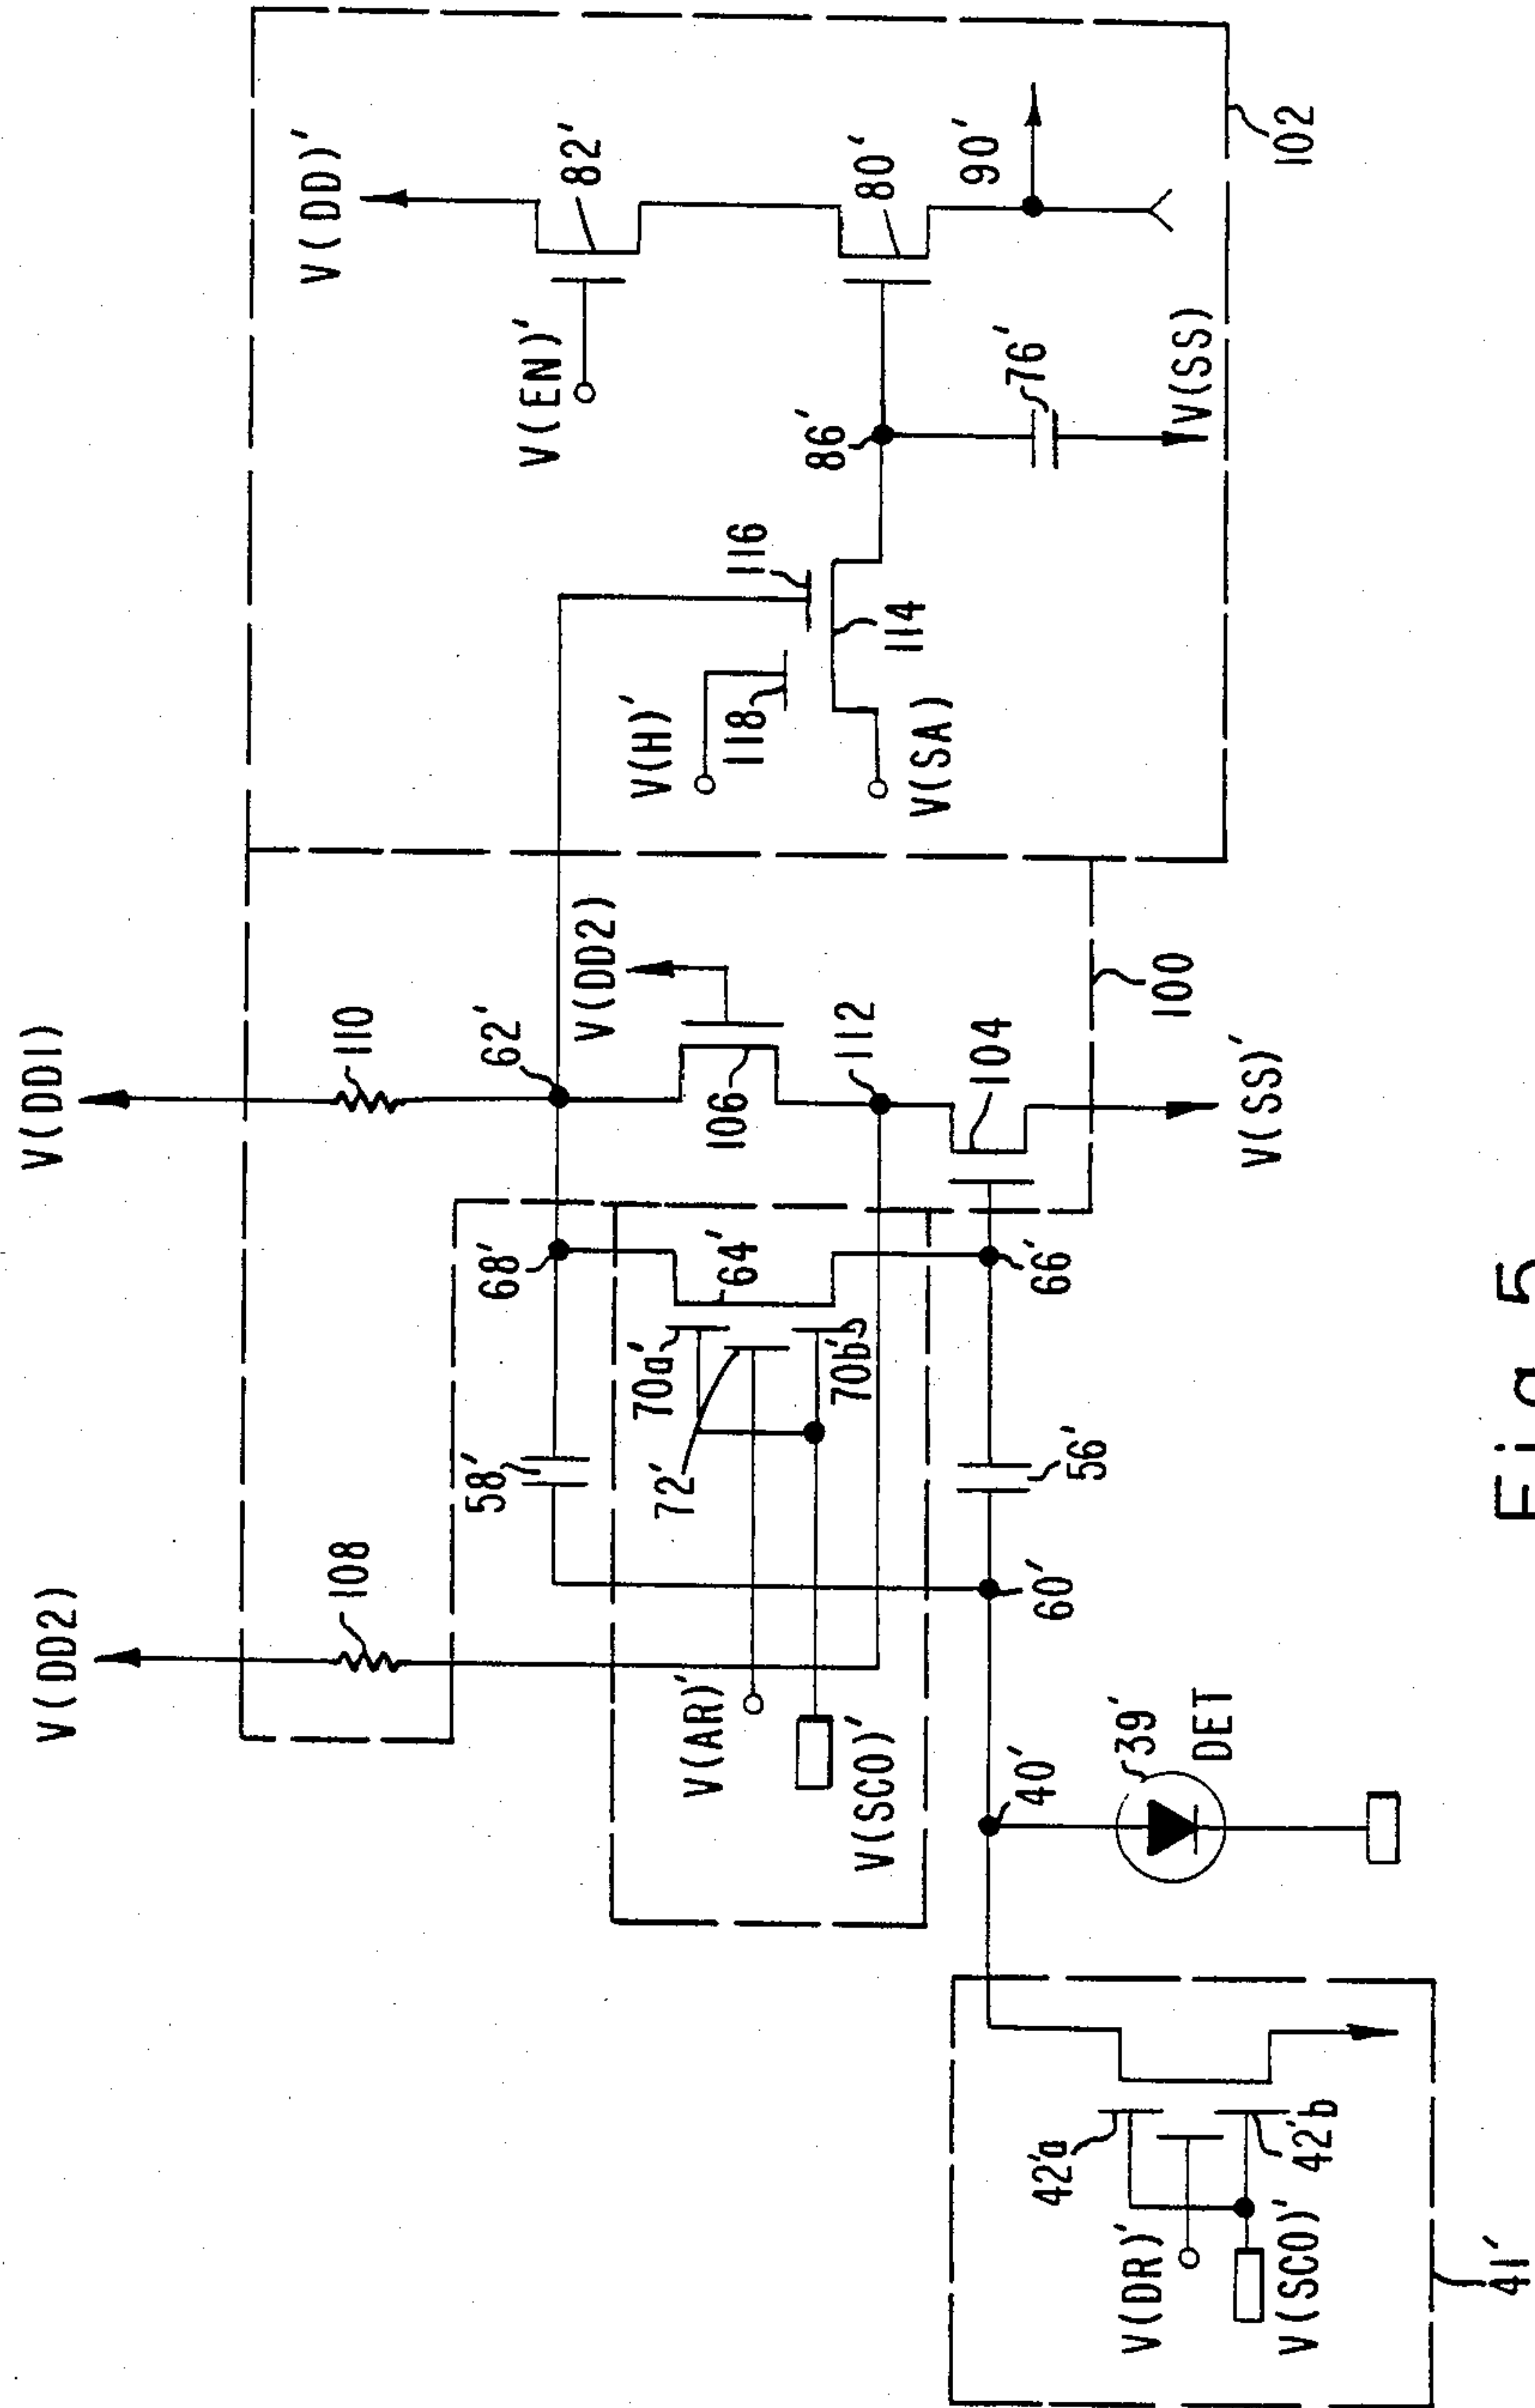 V(DD2)
V(DD1)
108
110
V(DD)'
62'
68'
58'
82'
V(EN)'
V(DD2)
V(H)'
70a'
64'
72'
106
118
116
V(AR)'
V(SCO)'
70b'
112
114
86'
80'
V(SA)
90'
40'
60'
56'
66'
104
76'
42'a
39'
DET
100
V(SS)
V(DR)'
V(SCO)'
42'b
V(SS)'
102
41'
Fig 5